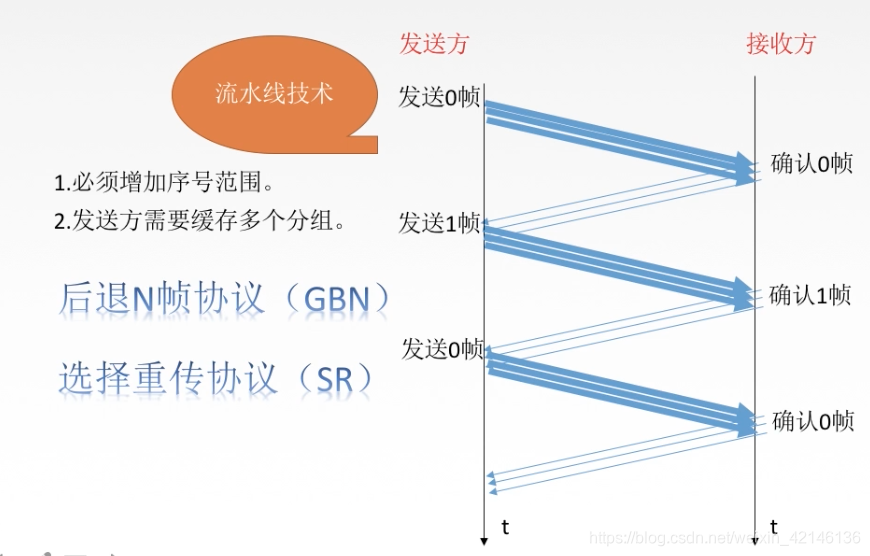 流水线技术
1.必须增加序号范围。
2.发送方需要缓存多个分组。
后退N帧协议（GBN）
选择重传协议（SR）
发送方
接收方
发送0帧
确认0帧
发送1帧
确认1帧
发送0帧
确认0帧
t
t
https://blog.csdn.net/weixin_42146136